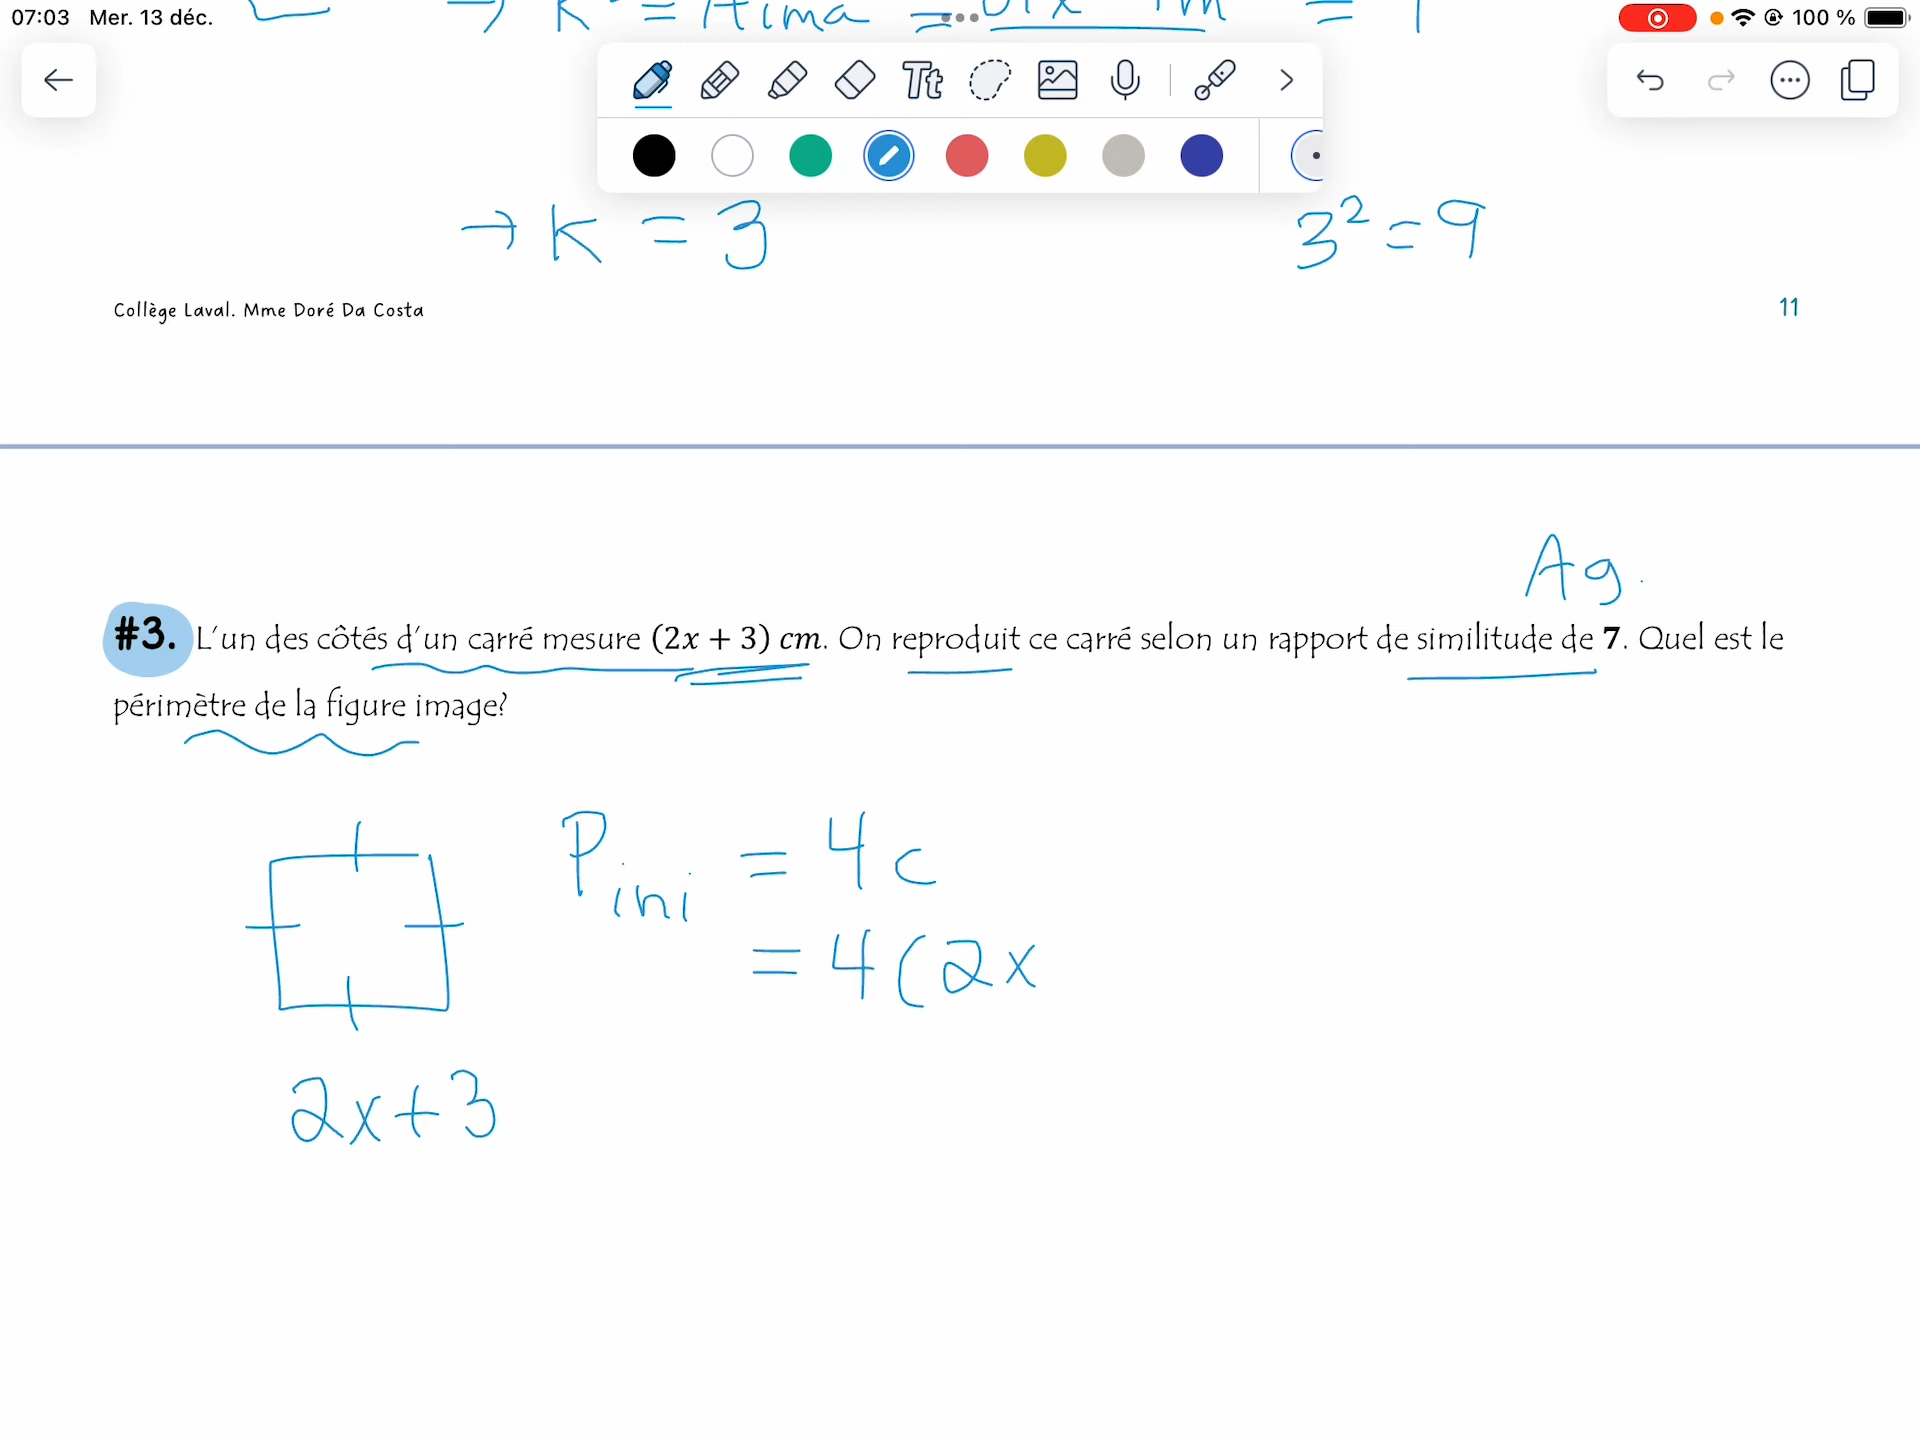 07:03 Mer. 13 déc. 100 %
Tt
→ k = 3
3² = 9
Collège Laval. Mme Doré Da Costa
11
Ag.
#3. L'un des côtés d'un carré mesure (2x + 3) cm. On reproduit ce carré selon un rapport de similitude de 7. Quel est le
périmètre de la figure image?
P ini = 4c
= 4(2x
2x+3